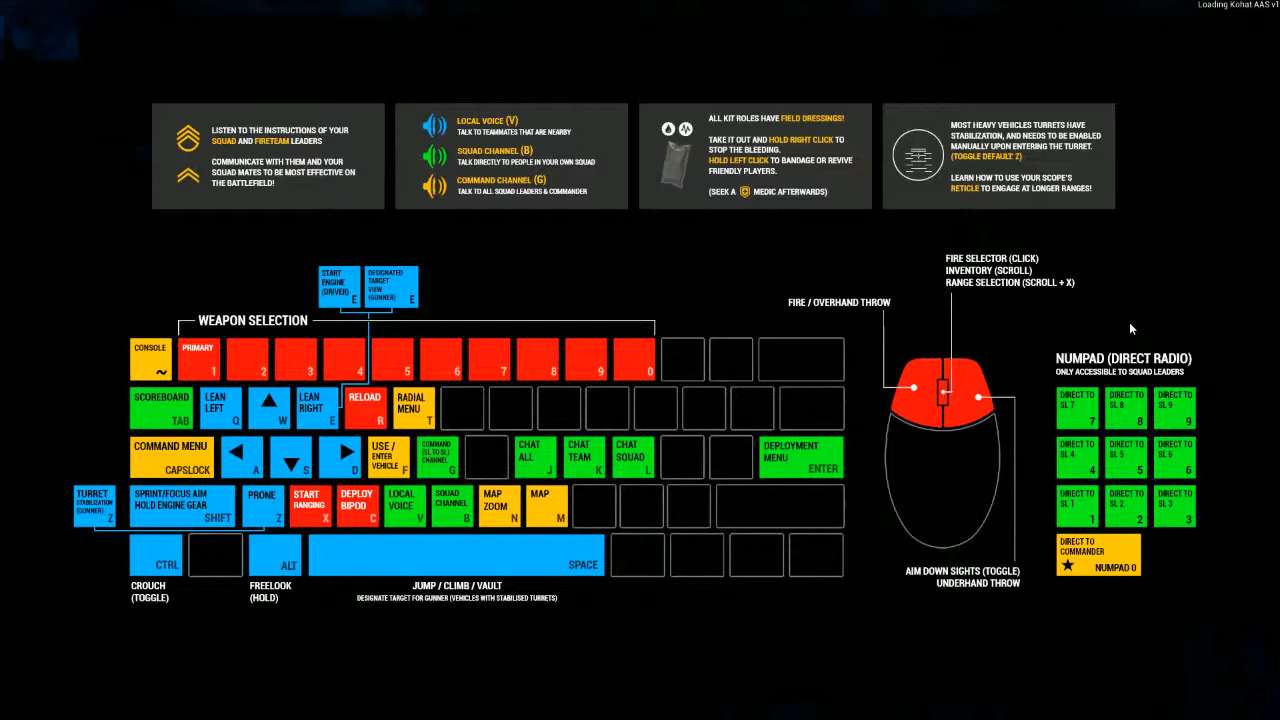 Loading Kohat AAS v1
LISTEN TO THE INSTRUCTIONS OF YOUR
SQUAD AND FIRETEAM LEADERS
COMMUNICATE WITH THEM AND YOUR
SQUAD MATES TO BE MOST EFFECTIVE ON
THE BATTLEFIELD!
LOCAL VOICE (V)
TALK TO TEAMMATES THAT ARE NEARBY
SQUAD CHANNEL (B)
TALK DIRECTLY TO PEOPLE IN YOUR OWN SQUAD
COMMAND CHANNEL (G)
TALK TO ALL SQUAD LEADERS & COMMANDER
ALL KIT ROLES HAVE FIELD DRESSINGS!
TAKE IT OUT AND HOLD RIGHT CLICK TO
STOP THE BLEEDING.
HOLD LEFT CLICK TO BANDAGE OR REVIVE
FRIENDLY PLAYERS.
(SEEK A MEDIC AFTERWARDS)
MOST HEAVY VEHICLES TURRETS HAVE
STABILIZATION, AND NEEDS TO BE ENABLED
MANUALLY UPON ENTERING THE TURRET.
(TOGGLE DEFAULT: Z)
LEARN HOW TO USE YOUR SCOPE'S
RETICLE TO ENGAGE AT LONGER RANGES!
START
ENGINE
(DRIVER)
E
DESIGNATED
TARGET
VIEW
(GUNNER)
E
WEAPON SELECTION
CONSOLE
~
PRIMARY
1
2
3
4
5
6
7
8
9
0
SCOREBOARD
TAB
LEAN
LEFT
Q
W
LEAN
RIGHT
E
RELOAD
R
RADIAL
MENU
T
COMMAND MENU
CAPSLOCK
A
S
D
USE /
ENTER
VEHICLE
F
COMMAND
(SL TO SL)
CHANNEL
G
CHAT
ALL
J
CHAT
TEAM
K
CHAT
SQUAD
L
DEPLOYMENT
MENU
ENTER
TURRET
STABILIZATION
(GUNNER)
Z
SPRINT/FOCUS AIM
HOLD ENGINE GEAR
SHIFT
PRONE
Z
START
RANGING
X
DEPLOY
BIPOD
C
LOCAL
VOICE
V
SQUAD
CHANNEL
B
MAP
ZOOM
N
MAP
M
CTRL
ALT
SPACE
CROUCH
(TOGGLE)
FREELOOK
(HOLD)
JUMP / CLIMB / VAULT
DESIGNATE TARGET FOR GUNNER (VEHICLES WITH STABILISED TURRETS)
FIRE SELECTOR (CLICK)
INVENTORY (SCROLL)
RANGE SELECTION (SCROLL + X)
FIRE / OVERHAND THROW
AIM DOWN SIGHTS (TOGGLE)
UNDERHAND THROW
NUMPAD (DIRECT RADIO)
ONLY ACCESSIBLE TO SQUAD LEADERS
DIRECT TO
SL 7
7
DIRECT TO
SL 8
8
DIRECT TO
SL 9
9
DIRECT TO
SL 4
4
DIRECT TO
SL 5
5
DIRECT TO
SL 6
6
DIRECT TO
SL 1
1
DIRECT TO
SL 2
2
DIRECT TO
SL 3
3
DIRECT TO
COMMANDER
NUMPAD 0